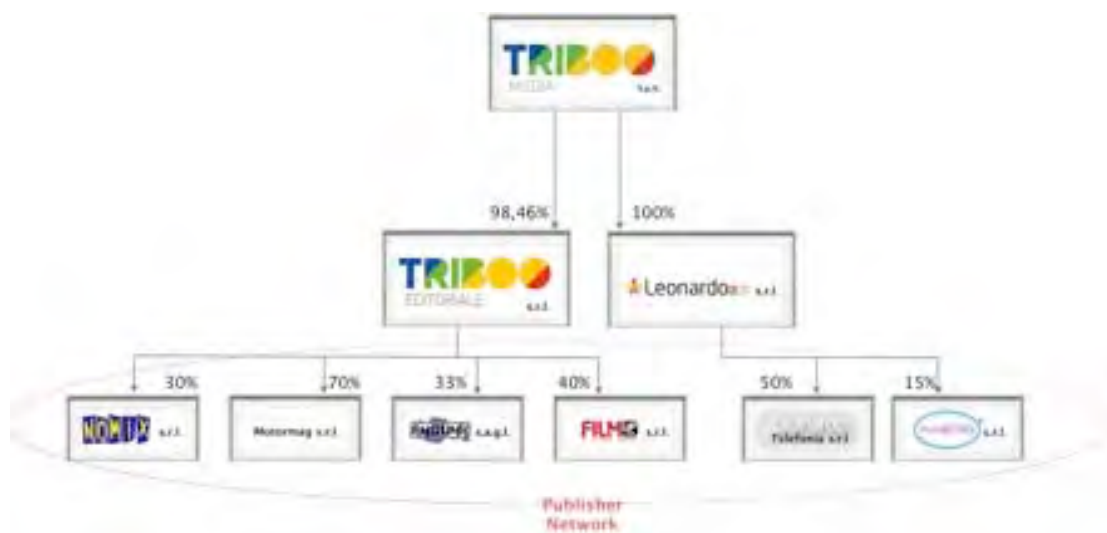 TRIBOO
MEDIA S.p.A.
98,46%
100%
TRIBOO
EDITORIALE s.r.l.
Leonardo s.r.l.
30%
70%
33%
40%
50%
15%
s.r.l.
Motormag s.r.l.
s.a.g.l.
FILM s.r.l.
Telefonia s.r.l
s.r.l.
Publisher
Network